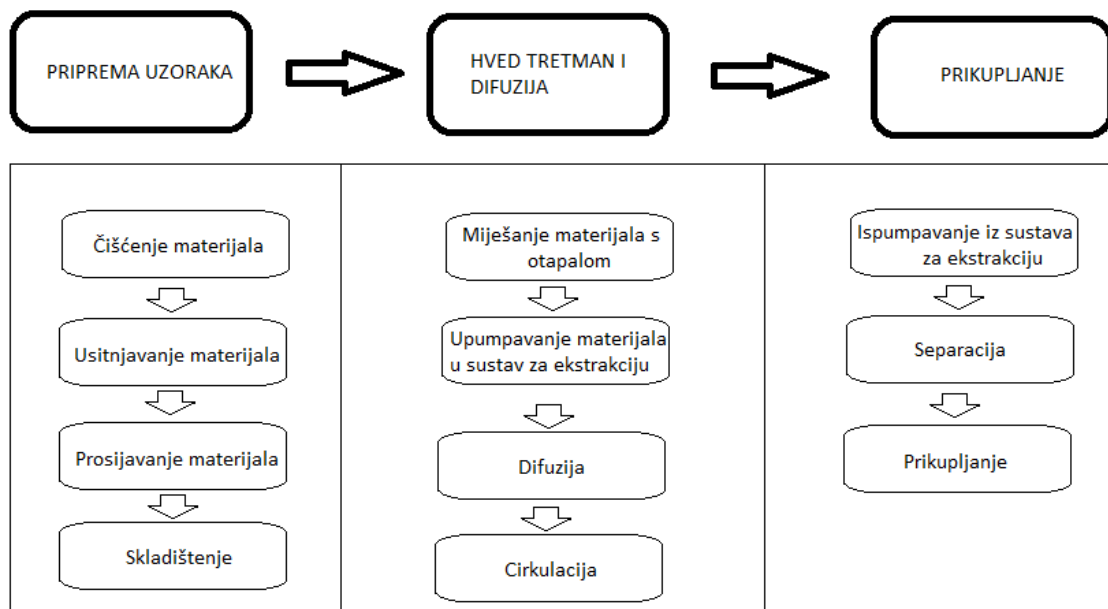 PRIPREMA UZORAKA
HVED TRETMAN I
DIFUZIJA
PRIKUPLJANJE
Čišćenje materijala
Usitnjavanje materijala
Prosijavanje materijala
Skladištenje
Miješanje materijala s
otapalom
Upumpavanje materijala
u sustav za ekstrakciju
Difuzija
Cirkulacija
Ispumpavanje iz sustava
za ekstrakciju
Separacija
Prikupljanje